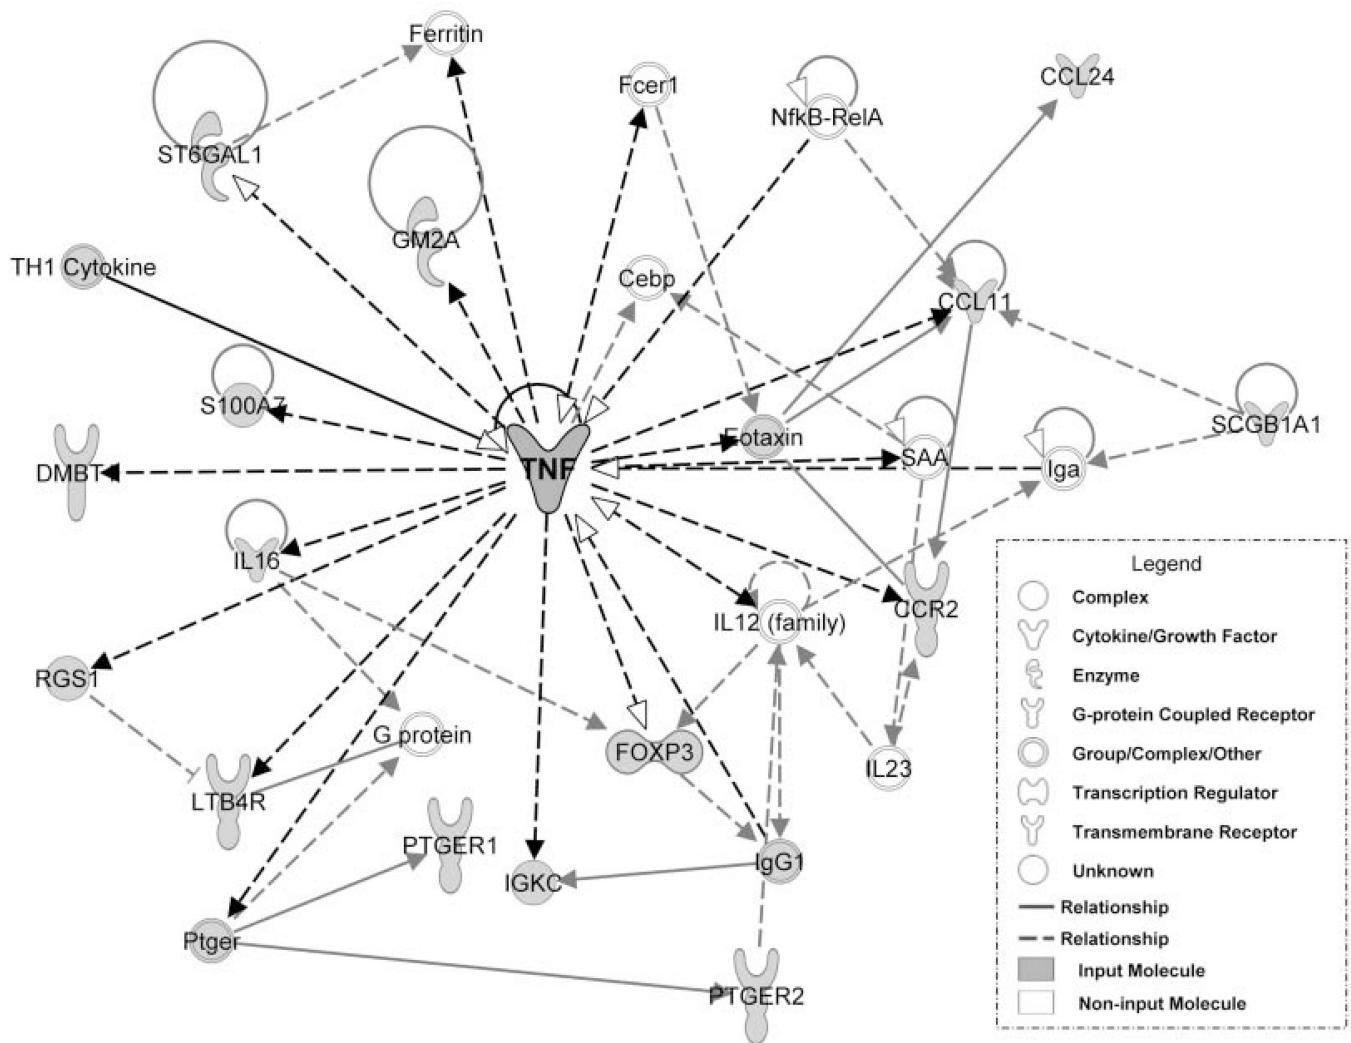 Ferritin
CCL24
Fcer1
NfkB-RelA
ST6GAL1
GM2A
TH1 Cytokine
Cebp
CCL11
S100A7
SCGB1A1
Eotaxin
DMBT
TNF
SAA
Iga
IL16
Legend
Complex
CCR2
IL12 (family)
Cytokine/Growth Factor
Enzyme
RGS1
G-protein Coupled Receptor
G protein
FOXP3
Group/Complex/Other
IL23
LTB4R
Transcription Regulator
Transmembrane Receptor
PTGER1
IgG1
Unknown
IGKC
Relationship
Ptger
Relationship
Input Molecule
PTGER2
Non-input Molecule